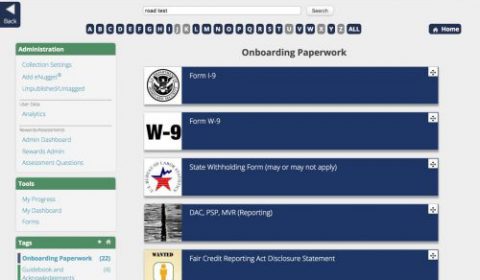 Back
road test
Search
A B C D E F G H I J K L M N O P Q R S T U V W X Y Z ALL
Home
Onboarding Paperwork
Administration
Collection Settings
Add eNugget®
Unpublished/Untagged
User Data
Analytics
Rewards/Assessments
Admin Dashboard
Rewards Admin
Assessment Questions
Tools
My Progress
My Dashboard
Forms
Tags
Onboarding Paperwork (22)
Guidebook and (4)
Acknowledgements
Form I-9
W-9
Form W-9
State Withholding Form (may or may not apply)
DAC, PSP, MVR (Reporting)
WANTED
Fair Credit Reporting Act Disclosure Statement